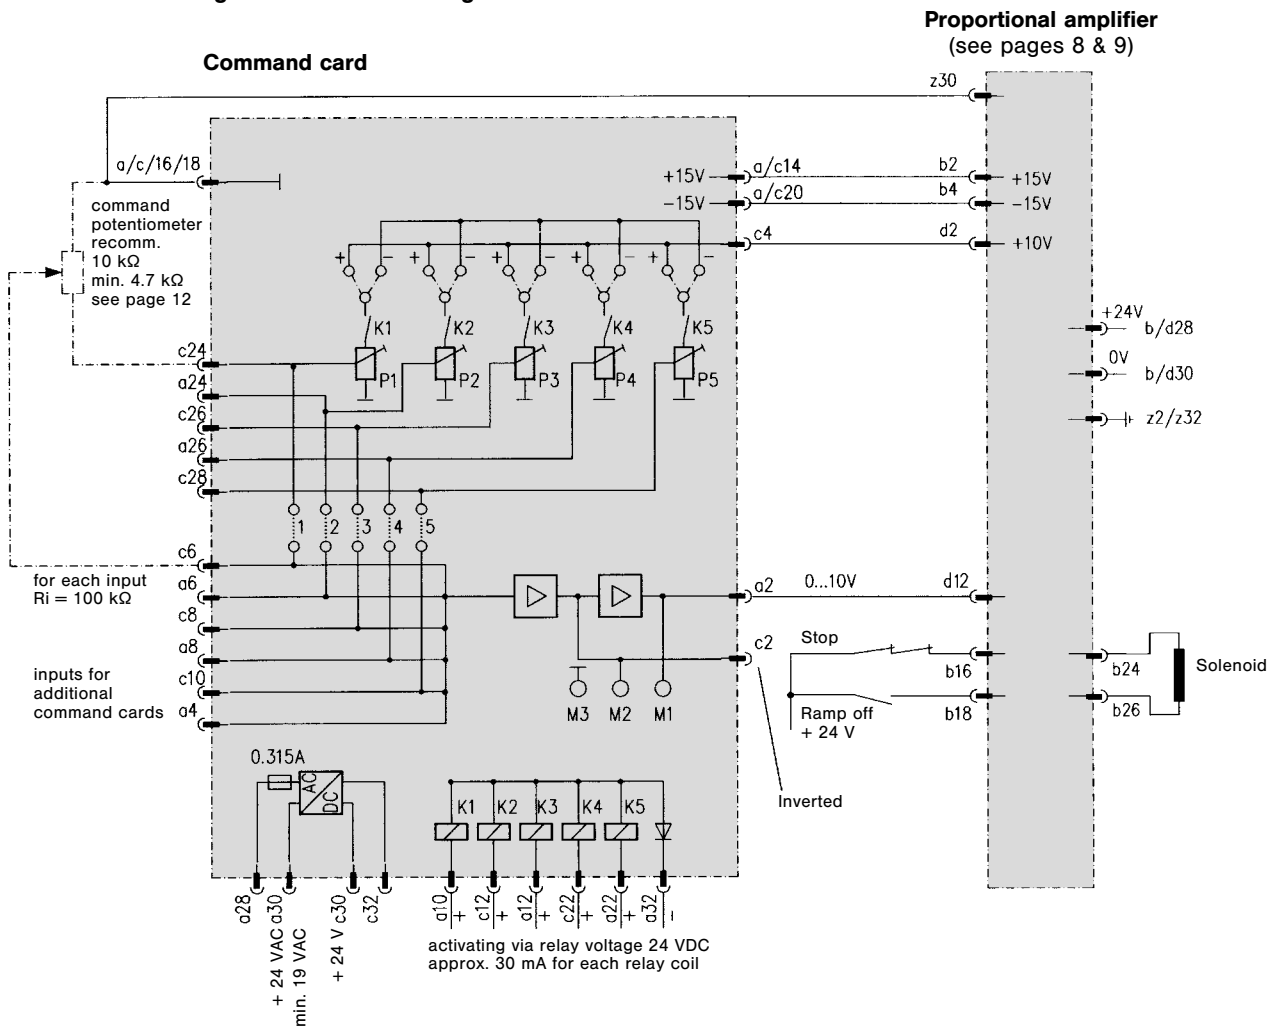 Proportional amplifier
(see pages 8 & 9)
Command card
z30
a/c/16/18
+15V
a/c14
b2
+15V
-15V
a/c20
b4
-15V
c4
d2
+10V
command
potentiometer
recomm.
10 kΩ
min. 4.7 kΩ
see page 12
+ - + - + - + - + -
K1 K2 K3 K4 K5
P1 P2 P3 P4 P5
+24V
b/d28
0V
b/d30
z2/z32
c24
a24
c26
a26
c28
1 2 3 4 5
c6
for each input
Ri = 100 kΩ
a6
c8
a8
c10
a4
inputs for
additional
command cards
a2
0...10V
d12
c2
Stop
b16
b24
Solenoid
M3 M2 M1
Ramp off
+ 24 V
b18
b26
Inverted
0.315A
AC
DC
K1 K2 K3 K4 K5
a28
+ 24 VAC a30
min. 19 VAC
+ 24 V c30
c32
a10 c12 a12 c22 a22 a32
+ + + + + -
activating via relay voltage 24 VDC
approx. 30 mA for each relay coil